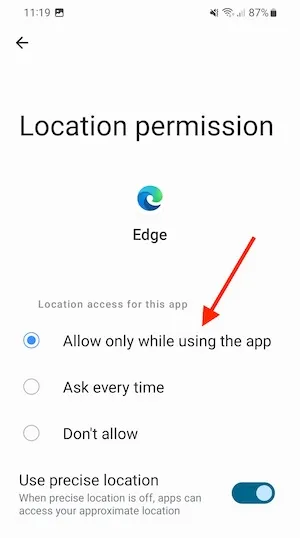 11:19 87%
Location permission
Edge
Location access for this app
Allow only while using the app
Ask every time
Don't allow
Use precise location
When precise location is off, apps can
access your approximate location